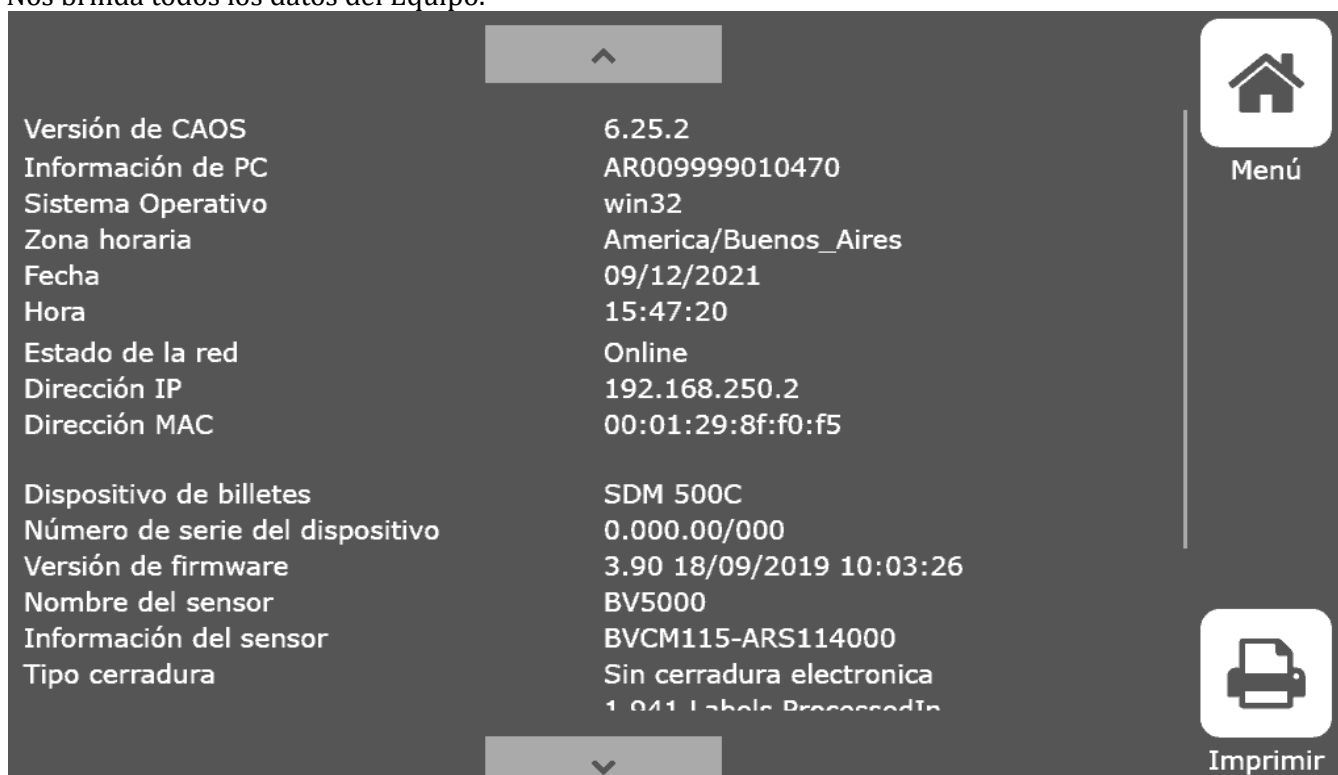 Nos brinda todos los datos del Equipo.
Versión de CAOS 6.25.2
Información de PC AR009999010470
Menú
Sistema Operativo win32
Zona horaria America/Buenos_Aires
Fecha 09/12/2021
Hora 15:47:20
Estado de la red Online
Dirección IP 192.168.250.2
Dirección MAC 00:01:29:8f:f0:f5
Dispositivo de billetes SDM 500C
Número de serie del dispositivo 0.000.00/000
Versión de firmware 3.90 18/09/2019 10:03:26
Nombre del sensor BV5000
Información del sensor BVCM115-ARS114000
Tipo cerradura Sin cerradura electronica
1.941 Labels ProcessedIn
Imprimir